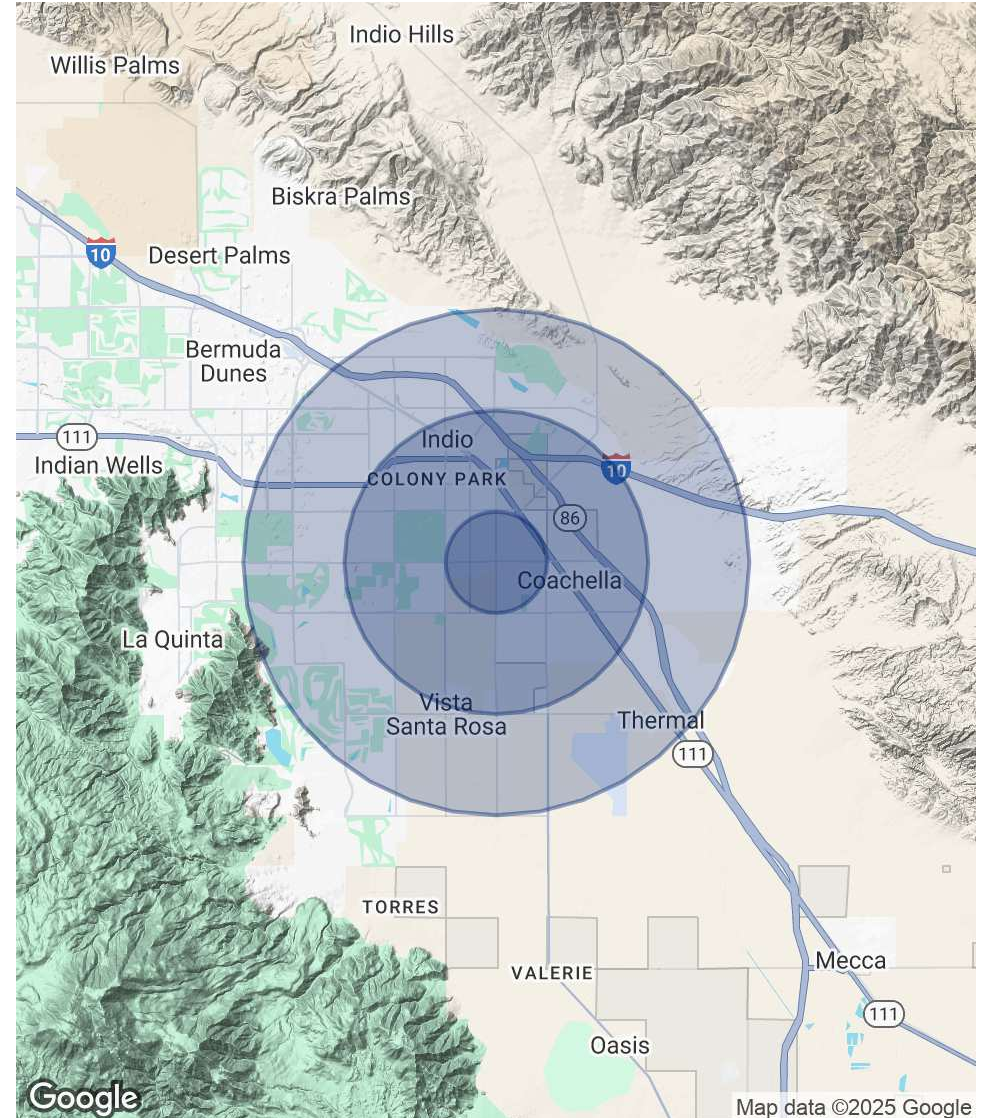 Indio Hills
Willis Palms
Biskra Palms
10
Desert Palms
Bermuda
Dunes
111
Indio
Indian Wells
10
COLONY PARK
86
Coachella
La Quinta
Vista
Santa Rosa
Thermal
111
TORRES
Mecca
VALERIE
111
Oasis
Google
Map data ©2025 Google